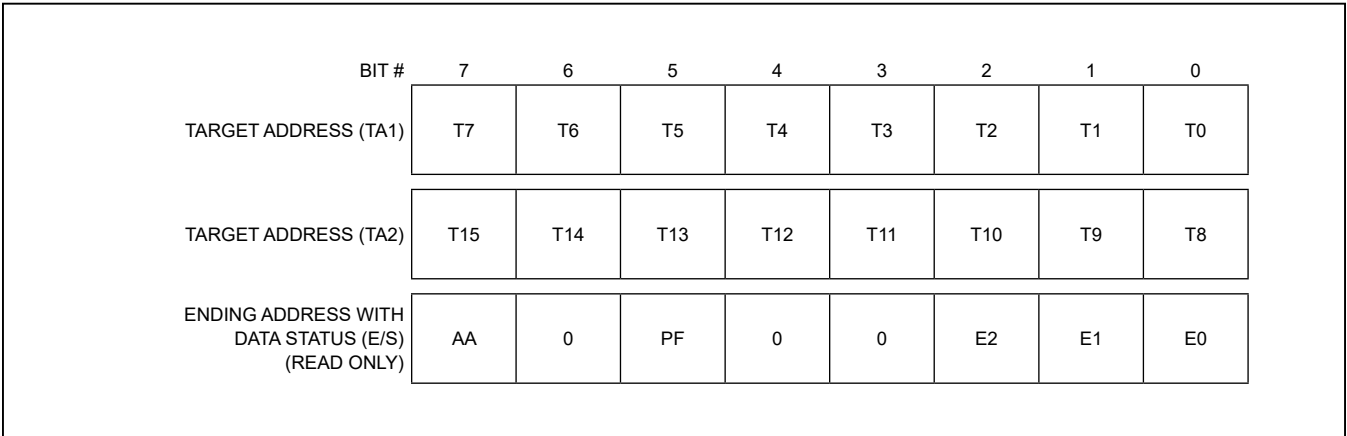 BIT # 7 6 5 4 3 2 1 0
TARGET ADDRESS (TA1) T7 T6 T5 T4 T3 T2 T1 T0
TARGET ADDRESS (TA2) T15 T14 T13 T12 T11 T10 T9 T8
ENDING ADDRESS WITH
DATA STATUS (E/S)
(READ ONLY)
AA 0 PF 0 0 E2 E1 E0